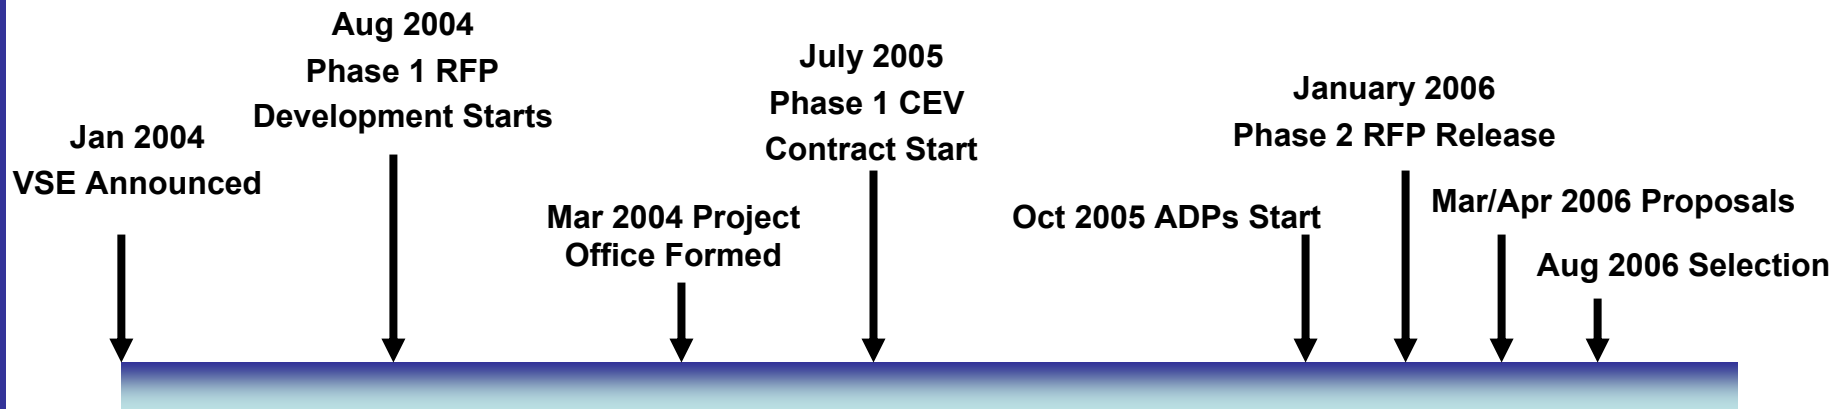 Jan 2004
VSE Announced
Aug 2004
Phase 1 RFP
Development Starts
Mar 2004 Project
Office Formed
July 2005
Phase 1 CEV
Contract Start
Oct 2005 ADPs Start
January 2006
Phase 2 RFP Release
Mar/Apr 2006 Proposals
Aug 2006 Selection